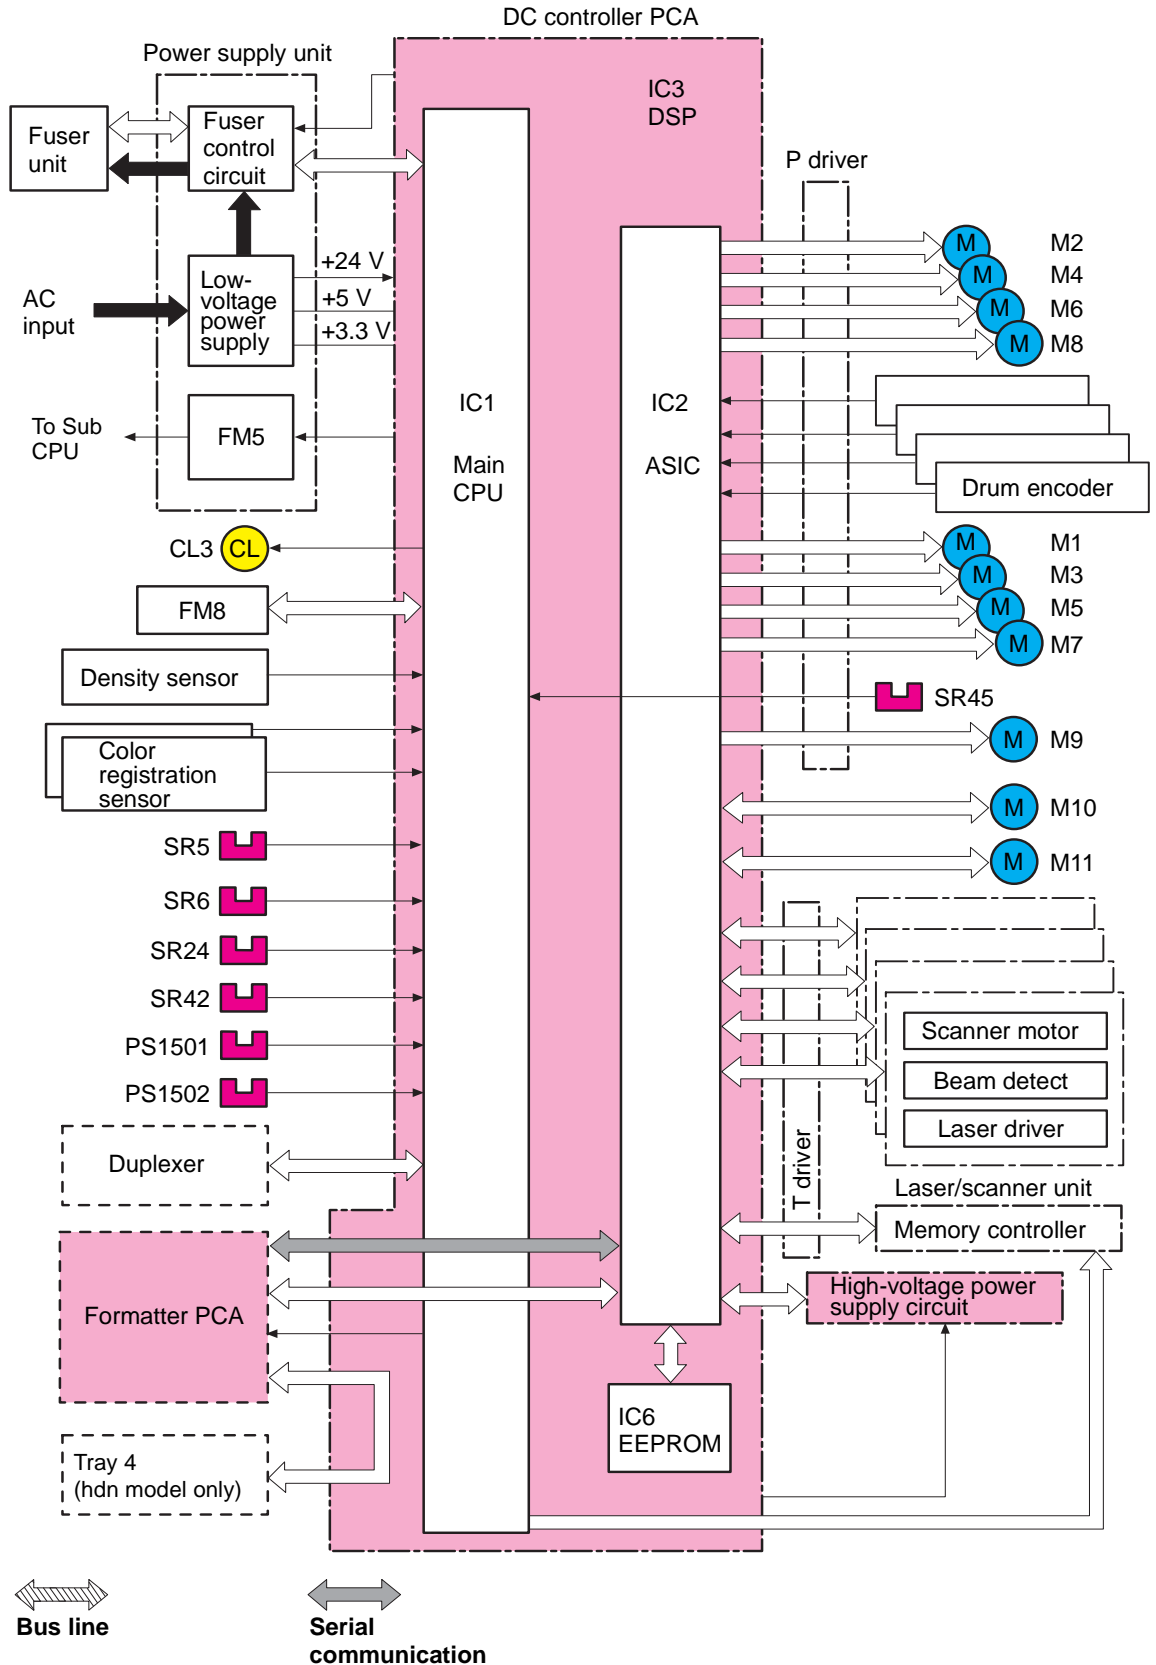 DC controller PCA
Power supply unit
IC3
DSP
Fuser
unit
Fuser
control
circuit
P driver
M M2
M M4
M M6
M M8
+24 V
+5 V
+3.3 V
Low-
voltage
power
supply
AC
input
IC1
Main
CPU
IC2
ASIC
To Sub
CPU
FM5
Drum encoder
CL3 CL
M M1
M M3
M M5
M M7
FM8
Density sensor
SR45
Color
registration
sensor
M M9
M M10
M M11
SR5
SR6
SR24
SR42
PS1501
PS1502
Scanner motor
Beam detect
Laser driver
T driver
Duplexer
Laser/scanner unit
Memory controller
High-voltage power
supply circuit
Formatter PCA
IC6
EEPROM
Tray 4
(hdn model only)
Bus line
Serial
communication